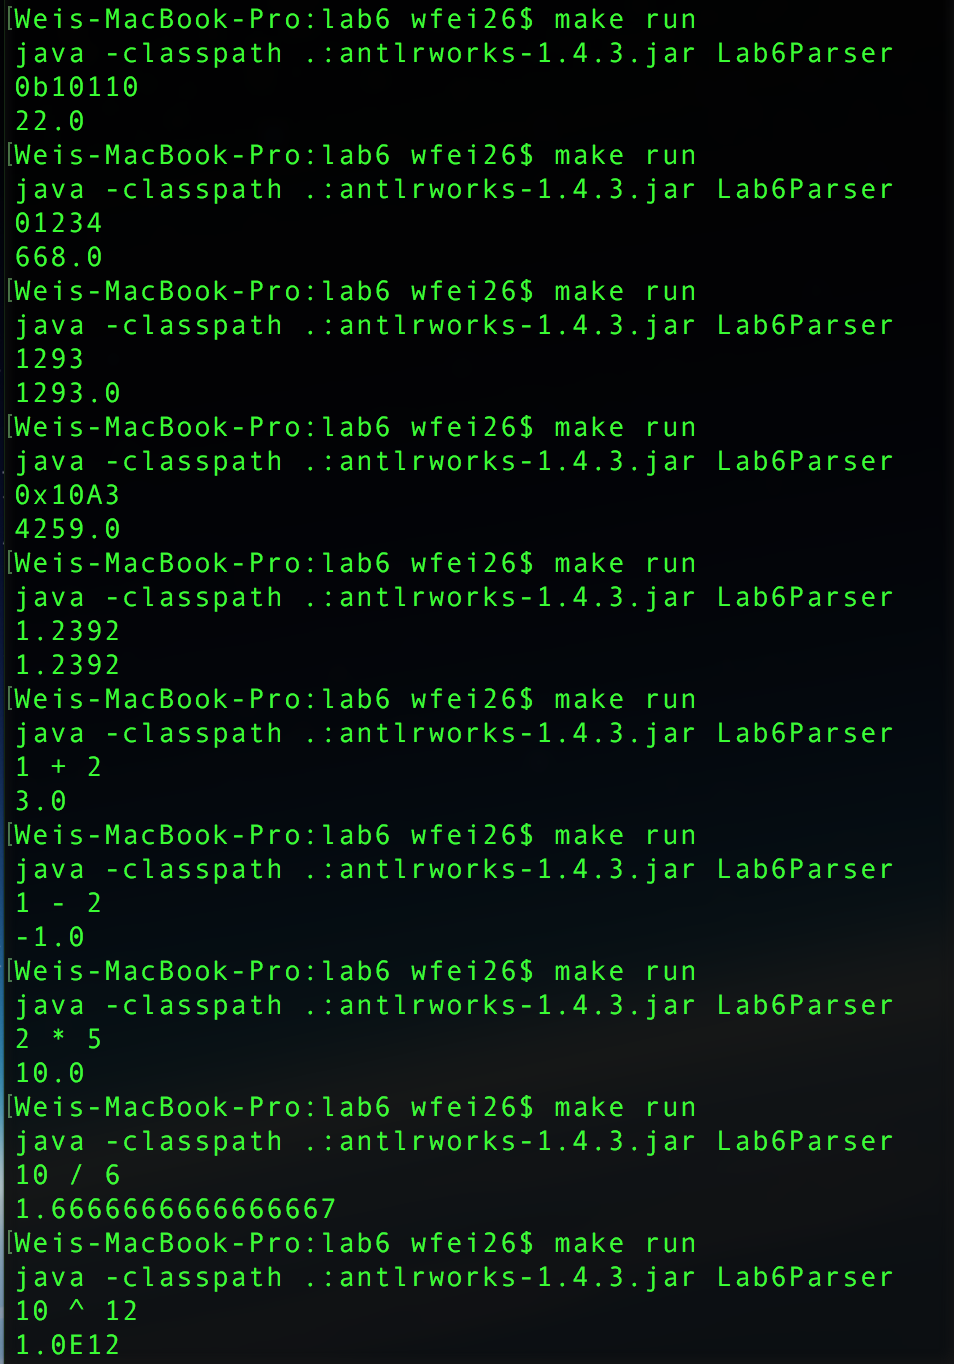 [Weis-MacBook-Pro:lab6 wfei26$ make run
java -classpath .:antlrworks-1.4.3.jar Lab6Parser
0b10110
22.0
[Weis-MacBook-Pro:lab6 wfei26$ make run
java -classpath .:antlrworks-1.4.3.jar Lab6Parser
01234
668.0
[Weis-MacBook-Pro:lab6 wfei26$ make run
java -classpath .:antlrworks-1.4.3.jar Lab6Parser
1293
1293.0
[Weis-MacBook-Pro:lab6 wfei26$ make run
java -classpath .:antlrworks-1.4.3.jar Lab6Parser
0x10A3
4259.0
[Weis-MacBook-Pro:lab6 wfei26$ make run
java -classpath .:antlrworks-1.4.3.jar Lab6Parser
1.2392
1.2392
[Weis-MacBook-Pro:lab6 wfei26$ make run
java -classpath .:antlrworks-1.4.3.jar Lab6Parser
1 + 2
3.0
[Weis-MacBook-Pro:lab6 wfei26$ make run
java -classpath .:antlrworks-1.4.3.jar Lab6Parser
1 - 2
-1.0
[Weis-MacBook-Pro:lab6 wfei26$ make run
java -classpath .:antlrworks-1.4.3.jar Lab6Parser
2 * 5
10.0
[Weis-MacBook-Pro:lab6 wfei26$ make run
java -classpath .:antlrworks-1.4.3.jar Lab6Parser
10 / 6
1.6666666666666667
[Weis-MacBook-Pro:lab6 wfei26$ make run
java -classpath .:antlrworks-1.4.3.jar Lab6Parser
10 ^ 12
1.0E12